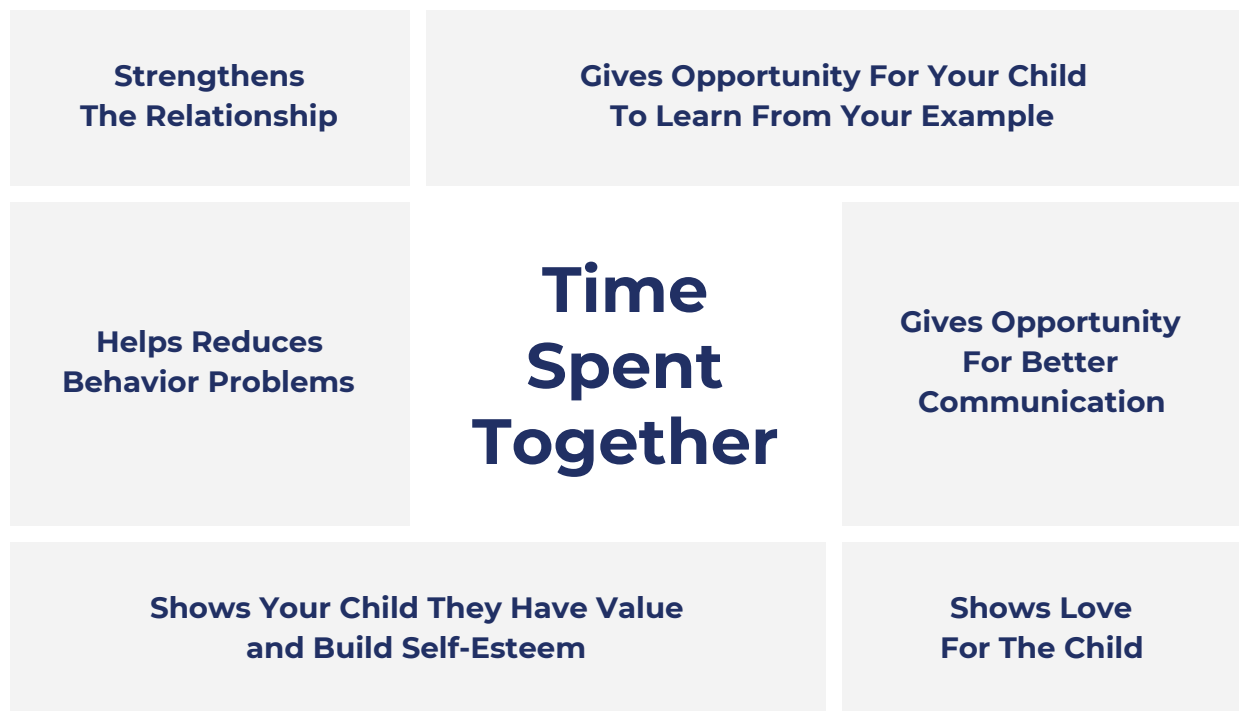 Strengthens
The Relationship
Gives Opportunity For Your Child
To Learn From Your Example
Helps Reduces
Behavior Problems
Time
Spent
Together
Gives Opportunity
For Better
Communication
Shows Your Child They Have Value
and Build Self-Esteem
Shows Love
For The Child